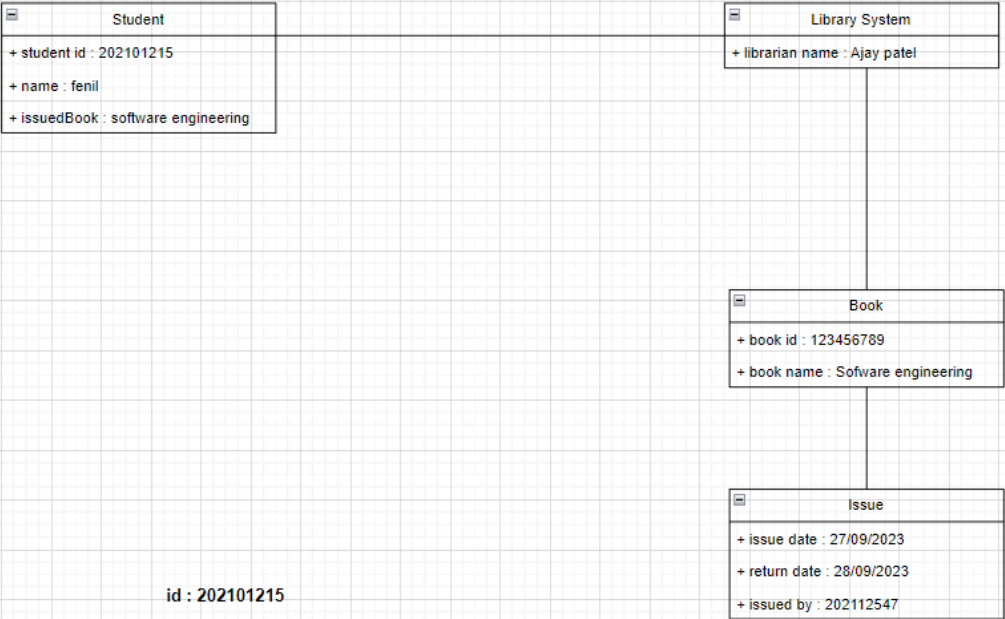 Student
+ student id : 202101215
+ name : fenil
+ issuedBook : software engineering
Library System
+ librarian name : Ajay patel
Book
+ book id : 123456789
+ book name : Sofware engineering
Issue
+ issue date : 27/09/2023
+ return date : 28/09/2023
+ issued by : 202112547
id : 202101215